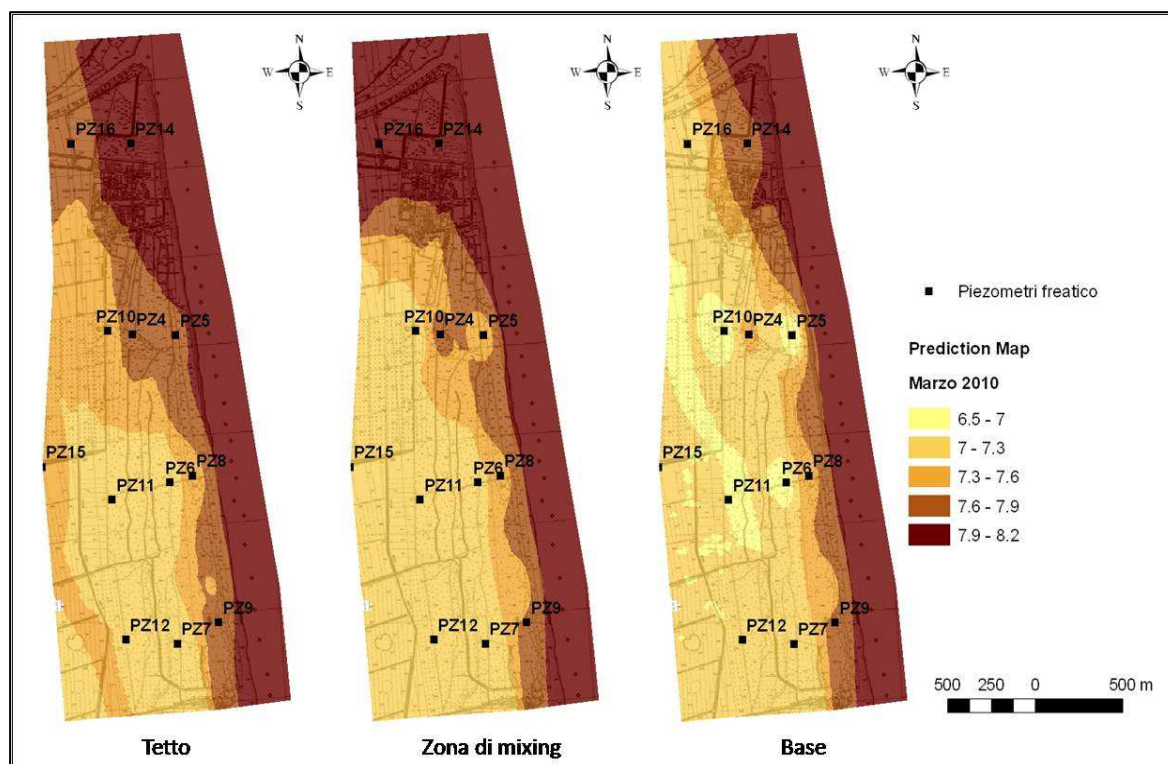 N
W E
S
PZ16 PZ14
PZ10 PZ4 PZ5
PZ15
PZ6 PZ8
PZ11
PZ9
PZ12 PZ7
Tetto
N
W E
S
PZ16 PZ14
PZ10 PZ4 PZ5
PZ15
PZ6 PZ8
PZ11
PZ9
PZ12 PZ7
Zona di mixing
N
W E
S
PZ16 PZ14
PZ10 PZ4 PZ5
PZ15
PZ6 PZ8
PZ11
PZ9
PZ12 PZ7
Base
Piezometri freatico
Prediction Map
Marzo 2010
6.5 - 7
7 - 7.3
7.3 - 7.6
7.6 - 7.9
7.9 - 8.2
500 250 0 500 m